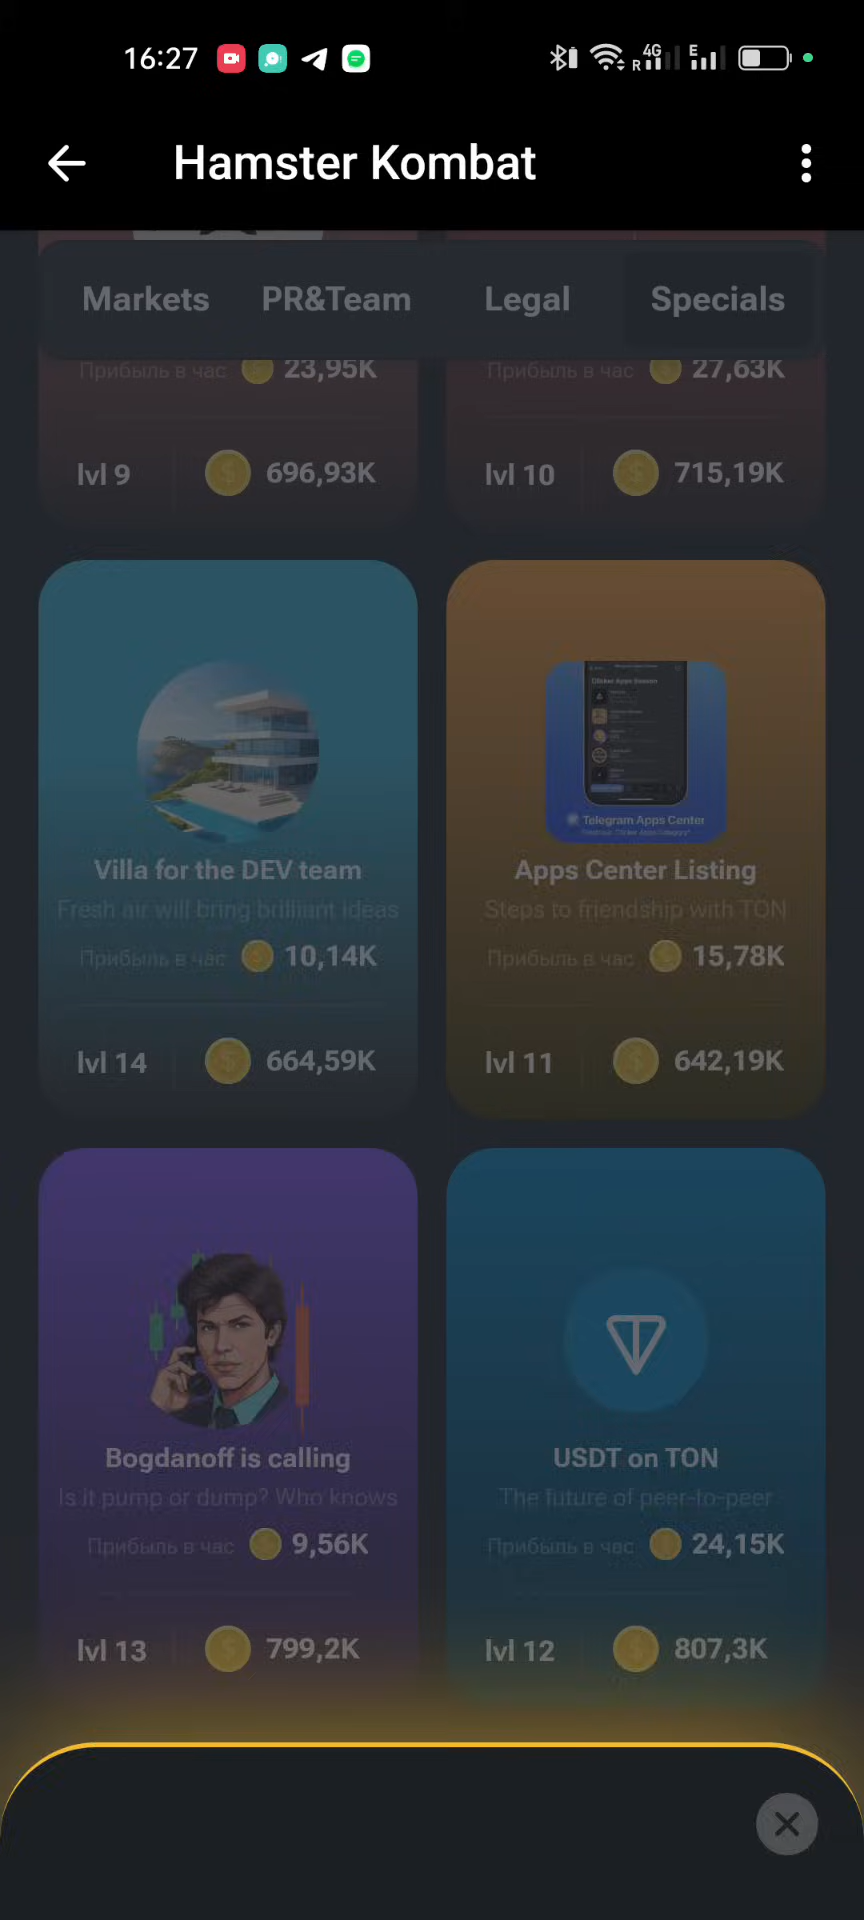 16:27
4G
E
R
Hamster Kombat
Markets PR&Team Legal Specials
Прибыль в час 23,95K
Прибыль в час 27,63K
lvl 9 696,93K
lvl 10 715,19K
Clicker Apps Season
Telegram Apps Center
Villa for the DEV team
Fresh air will bring brilliant ideas
Прибыль в час 10,14K
lvl 14 664,59K
Apps Center Listing
Steps to friendship with TON
Прибыль в час 15,78K
lvl 11 642,19K
Bogdanoff is calling
Is it pump or dump? Who knows
Прибыль в час 9,56K
lvl 13 799,2K
USDT on TON
The future of peer-to-peer
Прибыль в час 24,15K
lvl 12 807,3K